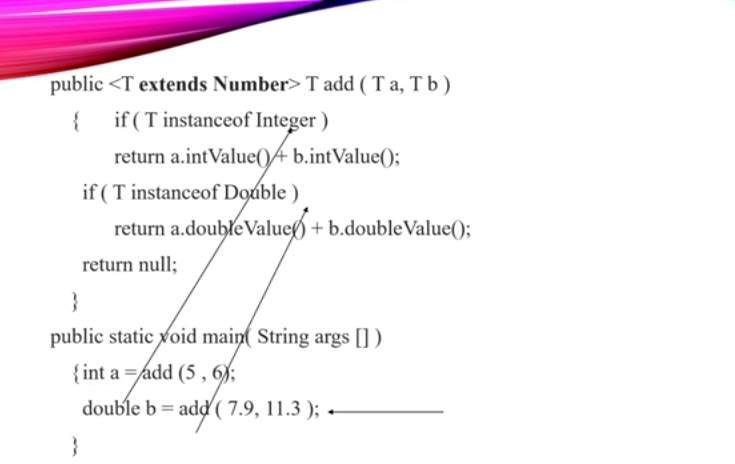 public <T extends Number> T add ( T a, T b )
{ if ( T instanceof Integer )
return a.intValue() + b.intValue();
if ( T instanceof Double )
return a.doubleValue() + b.doubleValue();
return null;
}
public static void main( String args [] )
{int a = add (5 , 6);
double b = add ( 7.9, 11.3 );
}